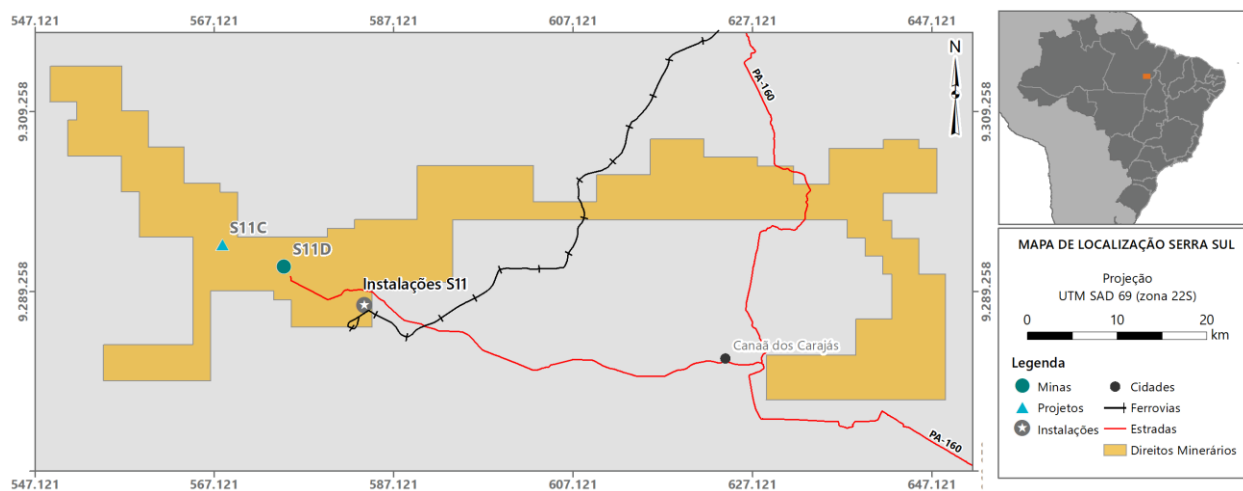 547.121 567.121 587.121 607.121 627.121 647.121
9.309.258
9.309.258
9.289.258
9.289.258
N
PA-160
S11C
S11D
Instalações S11
Canaã dos Carajás
PA-160
547.121 567.121 587.121 607.121 627.121 647.121
MAPA DE LOCALIZAÇÃO SERRA SUL
Projeção
UTM SAD 69 (zona 22S)
0 10 20
km
Legenda
Minas Cidades
Projetos Ferrovias
Instalações Estradas
Direitos Minerários